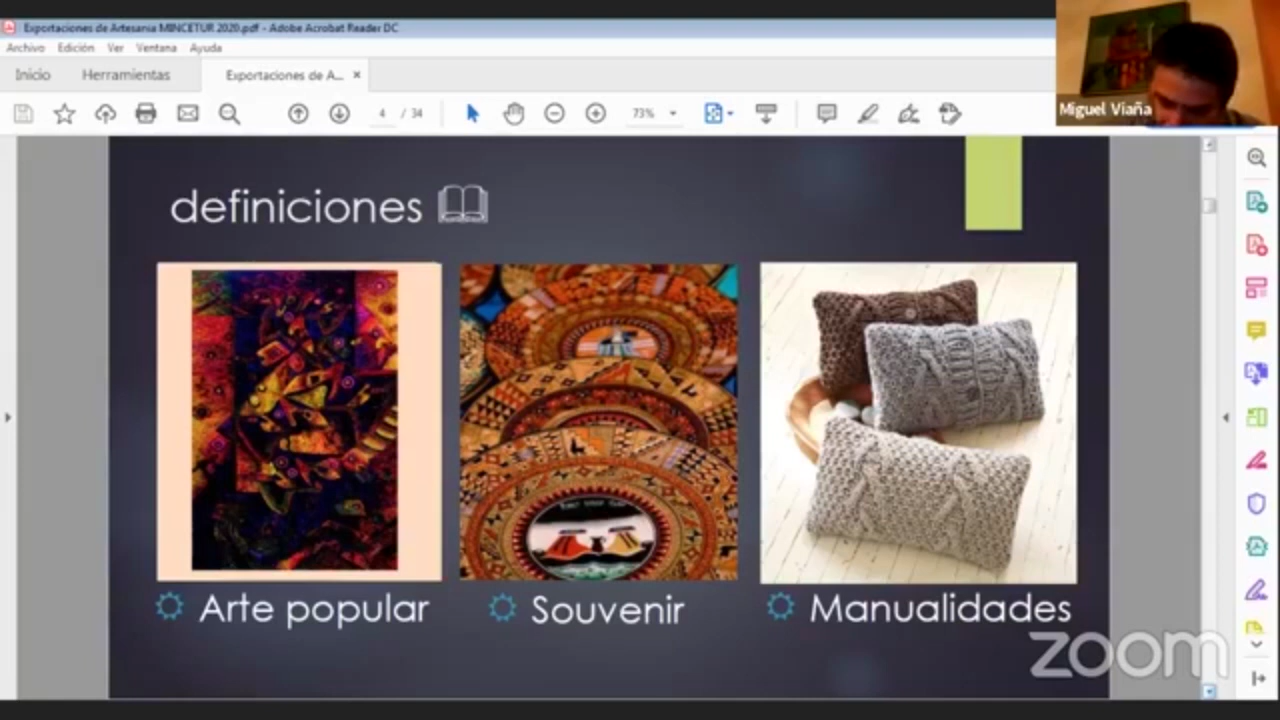 Exportaciones de Artesania MINCETUR 2020.pdf - Adobe Acrobat Reader DC
Archivo Edición Ver Ventana Ayuda
Inicio Herramientas Exportaciones de A... ×
4 / 34 73%
Miguel Viaña
definiciones
Arte popular
Souvenir
Manualidades
zoom